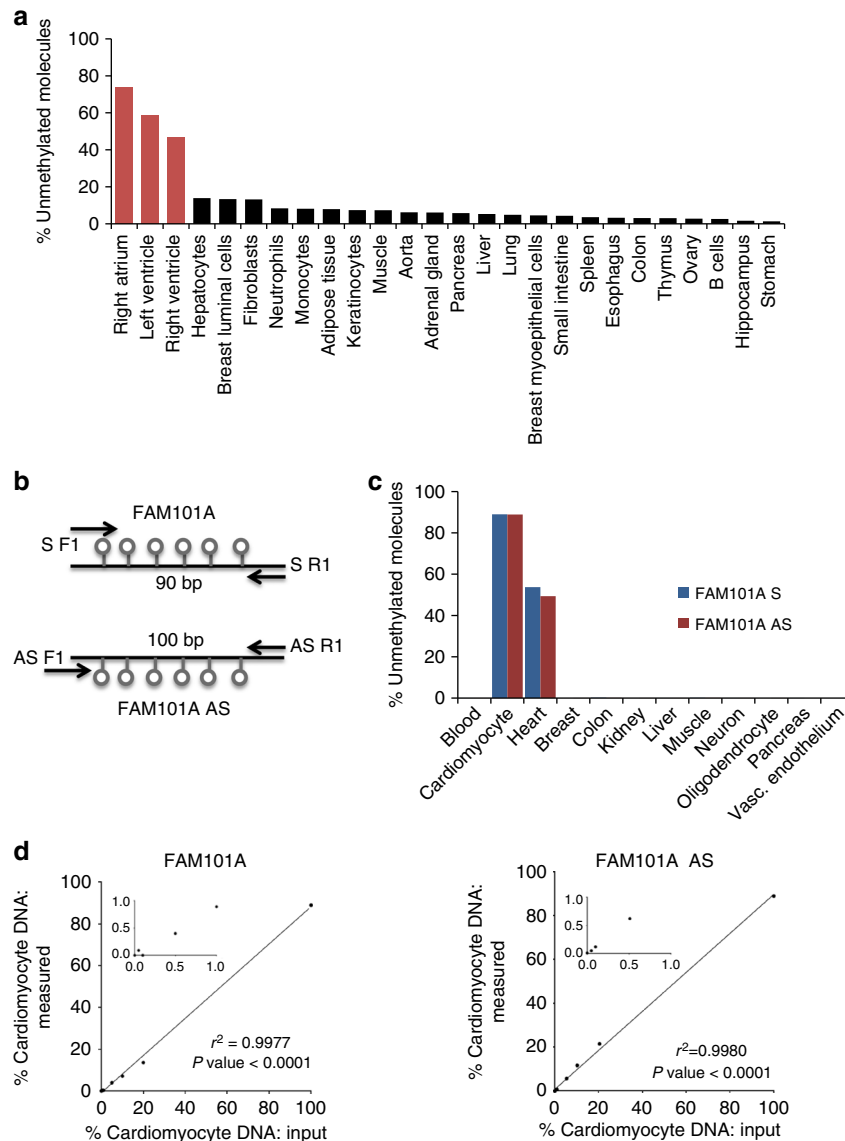 a
% Unmethylated molecules
100
80
60
40
20
0
Right atrium
Left ventricle
Right ventricle
Hepatocytes
Breast luminal cells
Fibroblasts
Neutrophils
Monocytes
Adipose tissue
Keratinocytes
Muscle
Aorta
Adrenal gland
Pancreas
Liver
Lung
Breast myoepithelial cells
Small intestine
Spleen
Esophagus
Colon
Thymus
Ovary
B cells
Hippocampus
Stomach
b
FAM101A
S F1
S R1
90 bp
100 bp
AS R1
AS F1
FAM101A AS
c
% Unmethylated molecules
100
80
60
40
20
0
FAM101A S
FAM101A AS
Blood
Cardiomyocyte
Heart
Breast
Colon
Kidney
Liver
Muscle
Neuron
Oligodendrocyte
Pancreas
Vasc. endothelium
d
FAM101A
% Cardiomyocyte DNA:
measured
100
80
60
40
20
0
1.0
0.5
0.0
0.0 0.5 1.0
r² = 0.9977
P value < 0.0001
0 20 40 60 80 100
% Cardiomyocyte DNA: input
FAM101A AS
% Cardiomyocyte DNA:
measured
100
80
60
40
20
0
1.0
0.5
0.0
0.0 0.5 1.0
r²=0.9980
P value < 0.0001
0 20 40 60 80 100
% Cardiomyocyte DNA: input